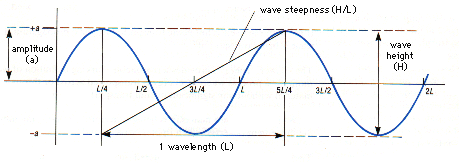 wave steepness (H/L)
+a
amplitude
(a)
wave
height
(H)
L/4 L/2 3L/4 L 5L/4 3L/2 2L
-a
1 wavelength (L)